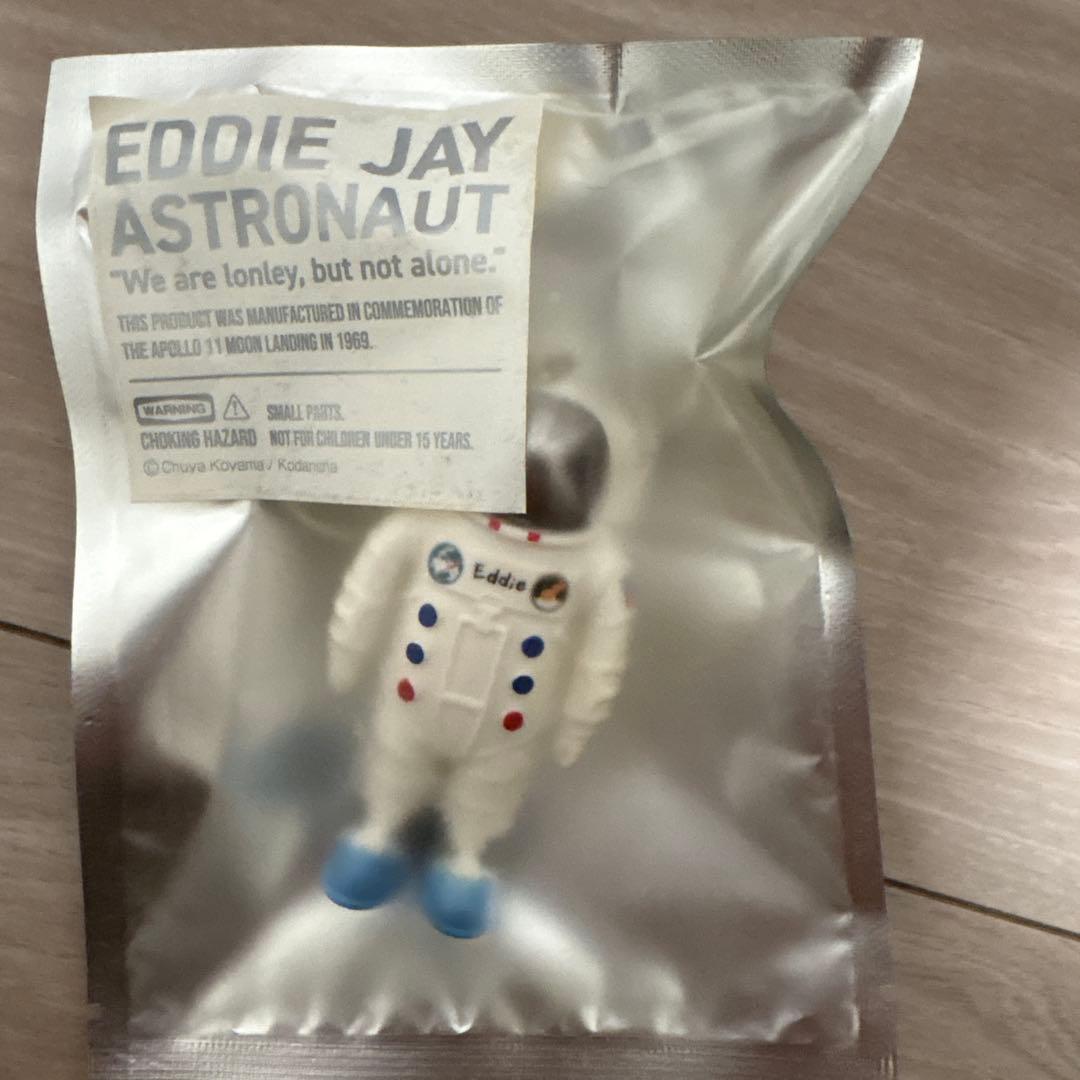 EDDIE JAY
ASTRONAUT
"We are lonley, but not alone."
THIS PRODUCT WAS MANUFACTURED IN COMMEMORATION OF
THE APOLLO 11 MOON LANDING IN 1969.
WARNING SMALL PARTS.
CHOKING HAZARD NOT FOR CHILDREN UNDER 15 YEARS.
©Chuya Koyama / Kodansha
Eddie